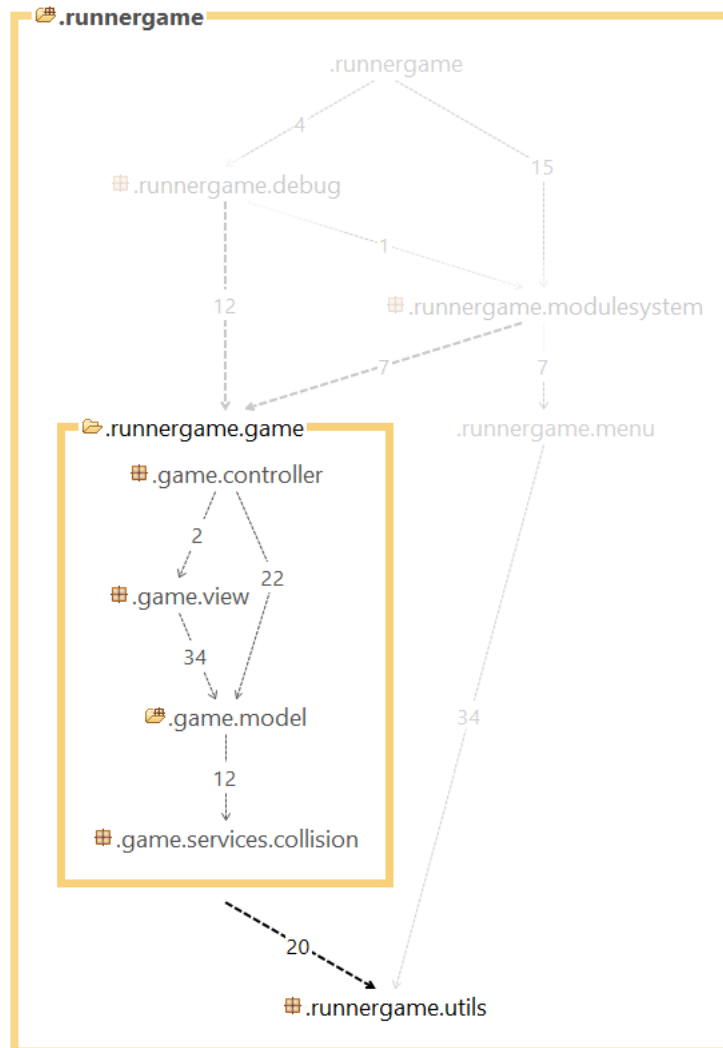 .runnergame
.runnergame
4
15
.runnergame.debug
1
12
.runnergame.modulesystem
7
7
.runnergame.game
.runnergame.menu
.game.controller
2
22
.game.view
34
.game.model
34
12
.game.services.collision
20
.runnergame.utils